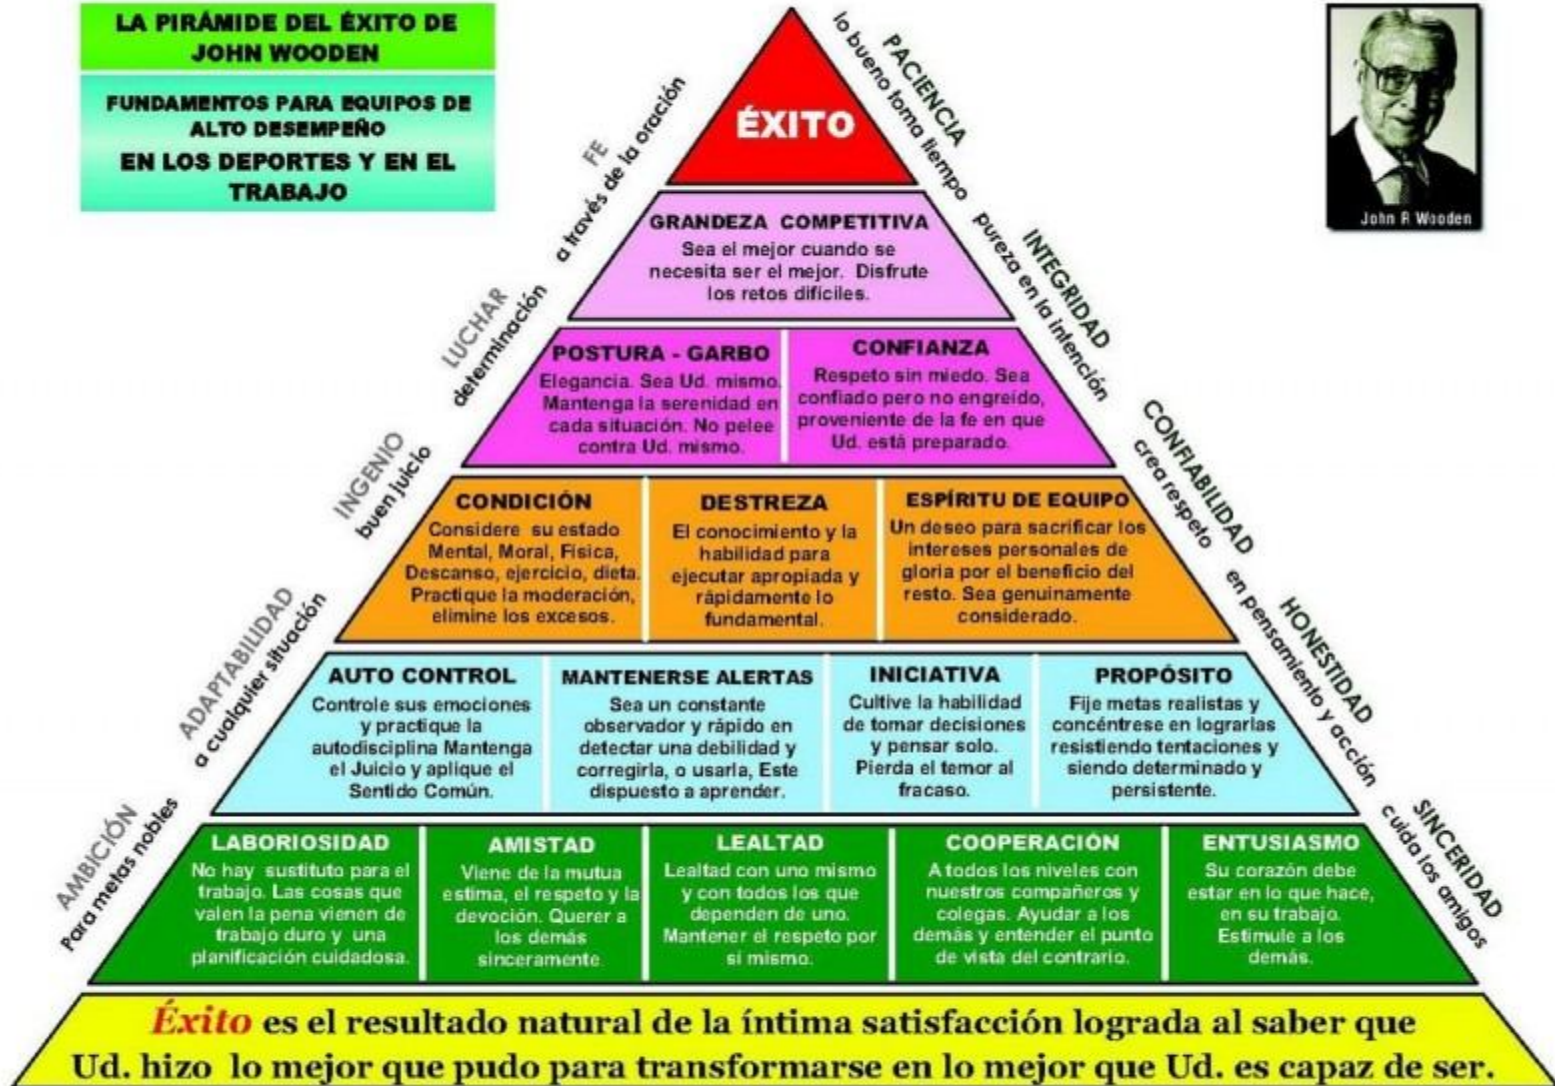 LA PIRÁMIDE DEL ÉXITO DE
JOHN WOODEN
FUNDAMENTOS PARA EQUIPOS DE
ALTO DESEMPEÑO
EN LOS DEPORTES Y EN EL
TRABAJO
John R Wooden
FE
a través de la oración
LUCHAR
determinación
INGENIO
buen juicio
ADAPTABILIDAD
a cualquier situación
AMBICIÓN
Para metas nobles
PACIENCIA
lo bueno toma tiempo
INTEGRIDAD
pureza en la intención
CONFIABILIDAD
crea respeto
HONESTIDAD
en pensamiento y acción
SINCERIDAD
cuida los amigos
ÉXITO
GRANDEZA COMPETITIVA
Sea el mejor cuando se
necesita ser el mejor. Disfrute
los retos difíciles.
POSTURA - GARBO
Elegancia. Sea Ud. mismo.
Mantenga la serenidad en
cada situación. No pelee
contra Ud. mismo.
CONFIANZA
Respeto sin miedo. Sea
confiado pero no engreído,
proveniente de la fe en que
Ud. está preparado.
CONDICIÓN
Considere su estado
Mental, Moral, Física,
Descanso, ejercicio, dieta.
Practique la moderación,
elimine los excesos.
DESTREZA
El conocimiento y la
habilidad para
ejecutar apropiada y
rápidamente lo
fundamental.
ESPÍRITU DE EQUIPO
Un deseo para sacrificar los
intereses personales de
gloria por el beneficio del
resto. Sea genuinamente
considerado.
AUTO CONTROL
Controle sus emociones
y practique la
autodisciplina Mantenga
el Juicio y aplique el
Sentido Común.
MANTENERSE ALERTAS
Sea un constante
observador y rápido en
detectar una debilidad y
corregirla, o usarla, Este
dispuesto a aprender.
INICIATIVA
Cultive la habilidad
de tomar decisiones
y pensar solo.
Pierda el temor al
fracaso.
PROPÓSITO
Fije metas realistas y
concéntrese en lograrlas
resistiendo tentaciones y
siendo determinado y
persistente.
LABORIOSIDAD
No hay sustituto para el
trabajo. Las cosas que
valen la pena vienen de
trabajo duro y una
planificación cuidadosa.
AMISTAD
Viene de la mutua
estima, el respeto y la
devoción. Querer a
los demás
sinceramente.
LEALTAD
Lealtad con uno mismo
y con todos los que
dependen de uno.
Mantener el respeto por
sí mismo.
COOPERACIÓN
A todos los niveles con
nuestros compañeros y
colegas. Ayudar a los
demás y entender el punto
de vista del contrario.
ENTUSIASMO
Su corazón debe
estar en lo que hace,
en su trabajo.
Estimule a los
demás.
Éxito es el resultado natural de la íntima satisfacción lograda al saber que
Ud. hizo lo mejor que pudo para transformarse en lo mejor que Ud. es capaz de ser.